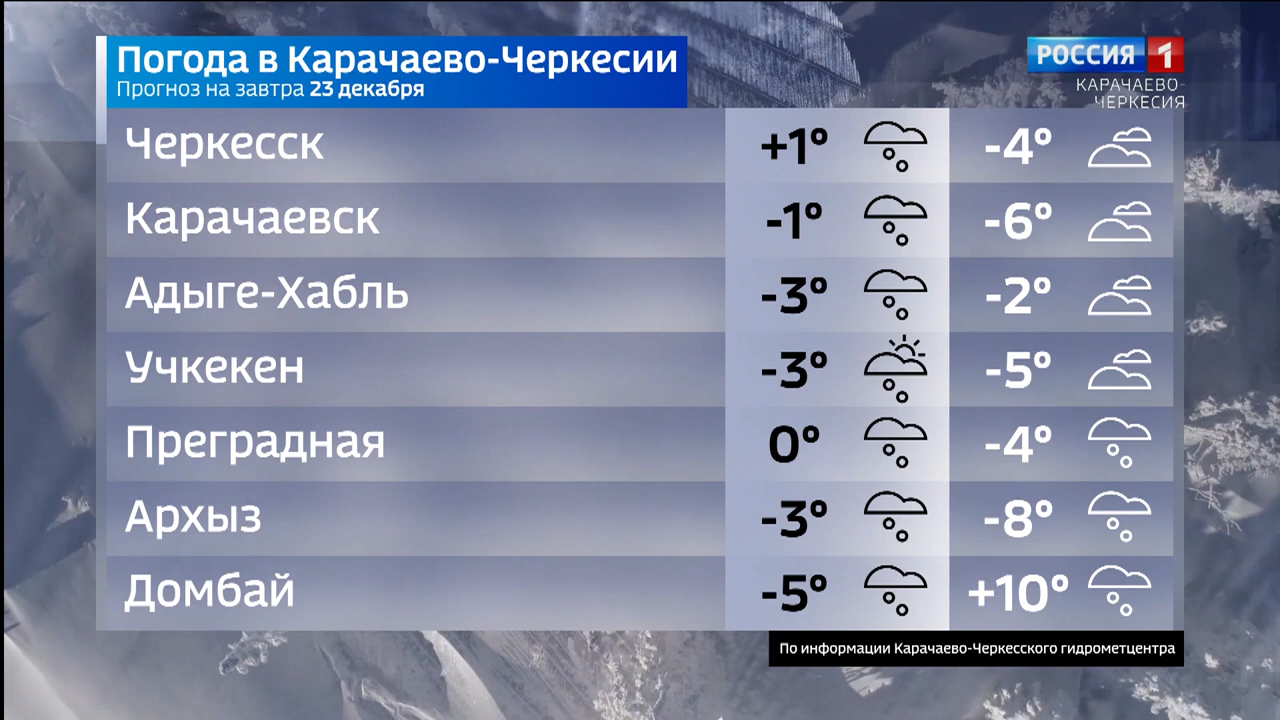 Погода в Карачаево-Черкесии
Прогноз на завтра 23 декабря
РОССИЯ 1
КАРАЧАЕВО-
ЧЕРКЕСИЯ
Черкесск +1° -4°
Карачаевск -1° -6°
Адыге-Хабль -3° -2°
Учкекен -3° -5°
Преградная 0° -4°
Архыз -3° -8°
Домбай -5° +10°
По информации Карачаево-Черкесского гидрометцентра